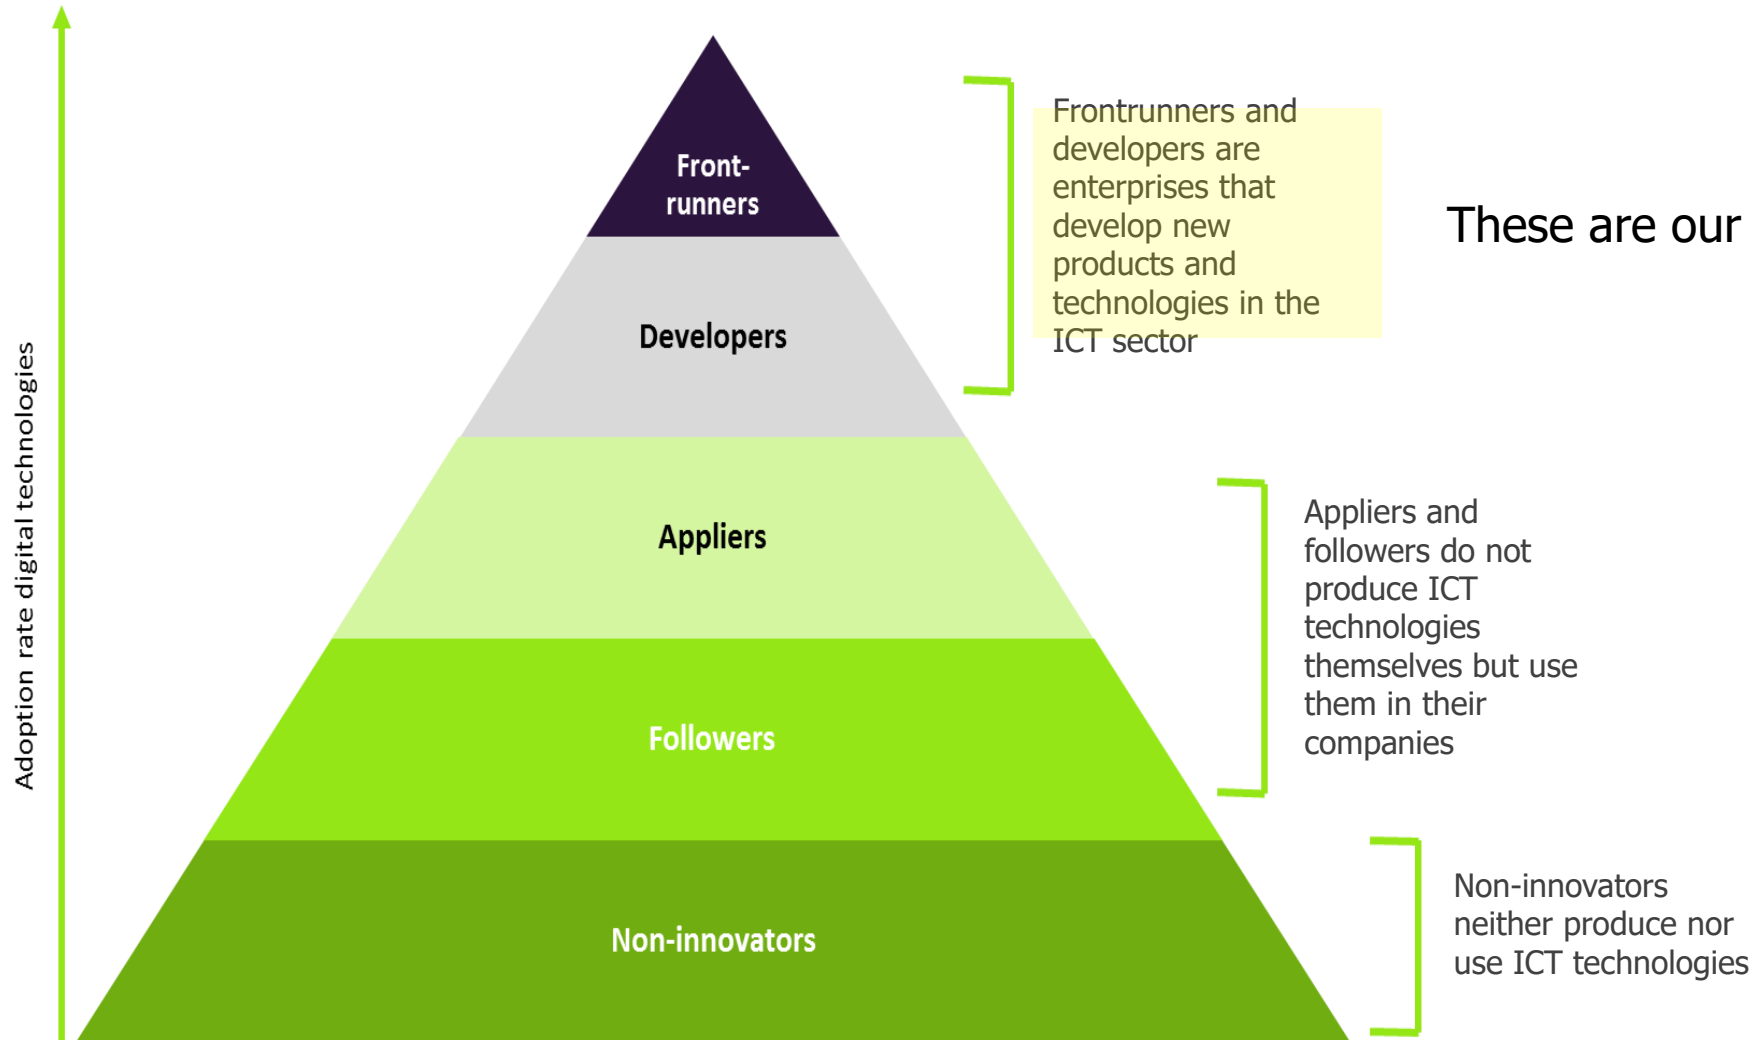 Adoption rate digital technologies
Front-
runners
Developers
Appliers
Followers
Non-innovators
Frontrunners and
developers are
enterprises that
develop new
products and
technologies in the
ICT sector
These are our
Appliers and
followers do not
produce ICT
technologies
themselves but use
them in their
companies
Non-innovators
neither produce nor
use ICT technologies